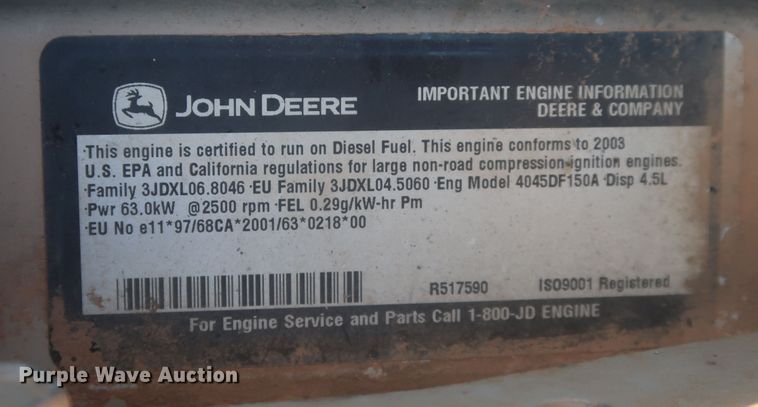 JOHN DEERE
IMPORTANT ENGINE INFORMATION
DEERE & COMPANY
·This engine is certified to run on Diesel Fuel. This engine conforms to 2003
U.S. EPA and California regulations for large non-road compression-ignition engines.
·Family 3JDXL06.8046 ·EU Family 3JDXL04.5060 ·Eng Model 4045DF150A ·Disp 4.5L
·Pwr 63.0kW @2500 rpm ·FEL 0.29g/kW-hr Pm
·EU No e11*97/68CA*2001/63*0218*00
R517590
ISO9001 Registered
For Engine Service and Parts Call 1-800-JD ENGINE
Purple Wave Auction